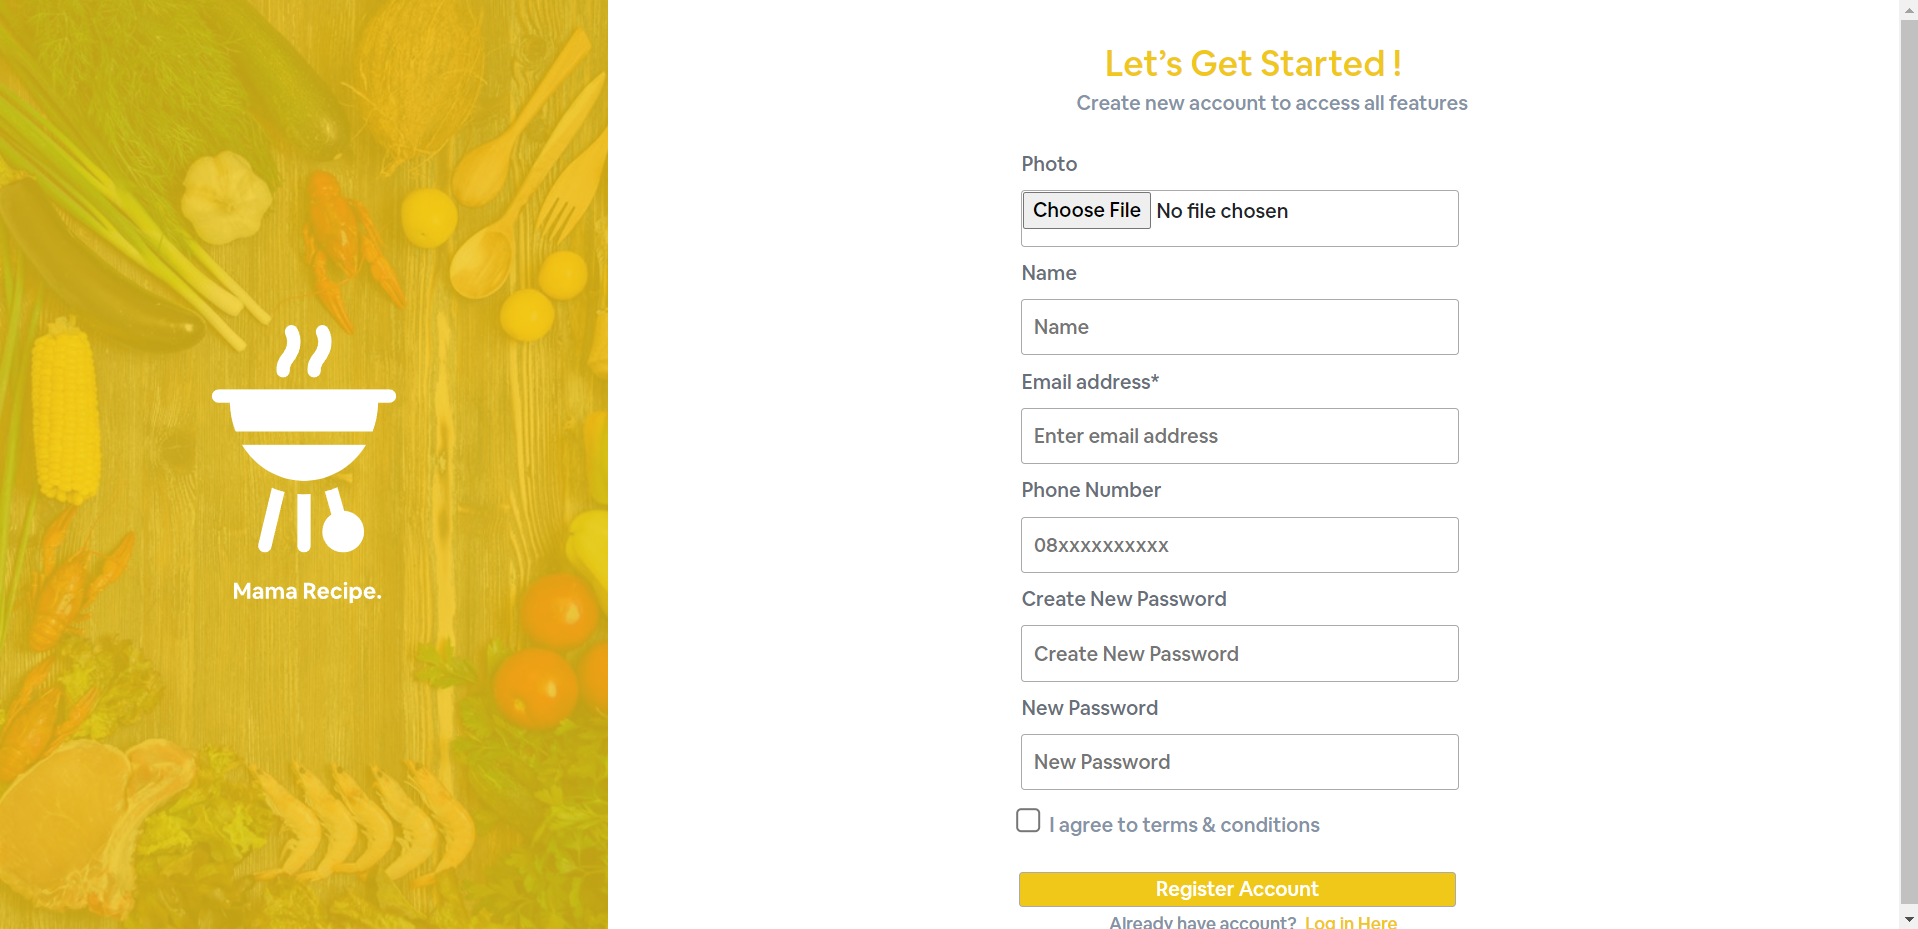 Mama Recipe.
Let’s Get Started !
Create new account to access all features
Photo
Choose File No file chosen
Name
Name
Email address*
Enter email address
Phone Number
08xxxxxxxxxx
Create New Password
Create New Password
New Password
New Password
I agree to terms & conditions
Register Account
Already have account? Log in Here